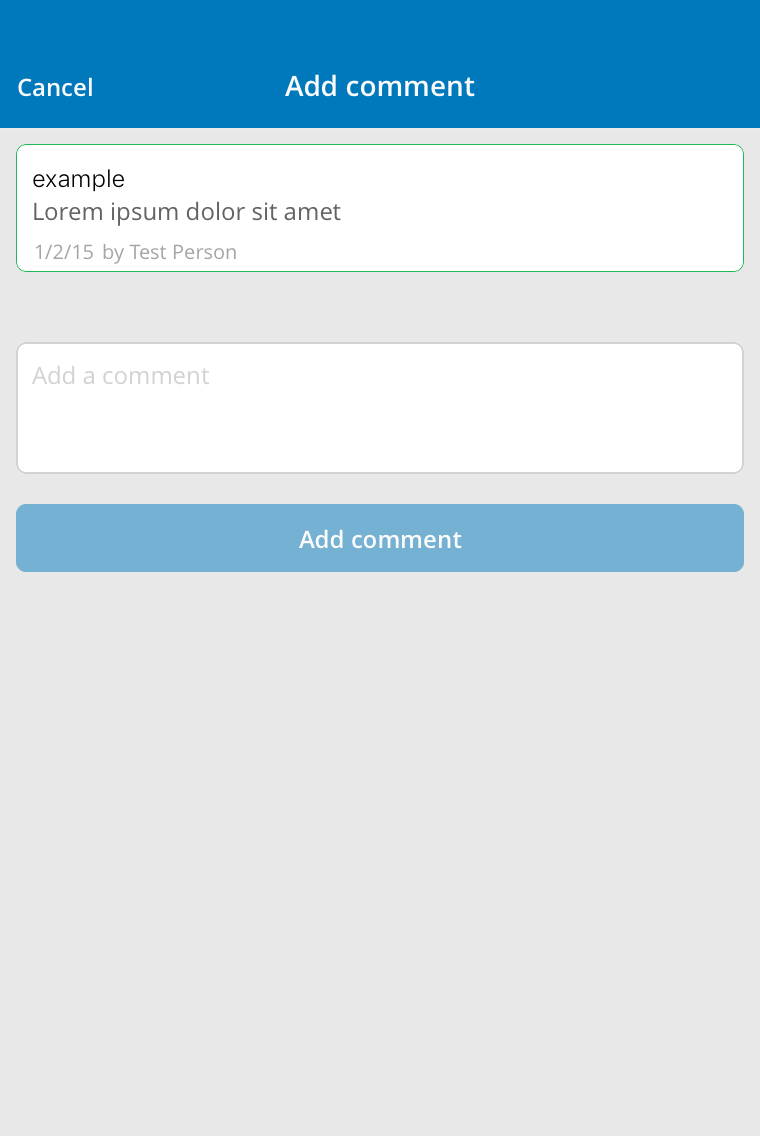 Cancel Add comment
example
Lorem ipsum dolor sit amet
1/2/15 by Test Person
Add a comment
Add comment